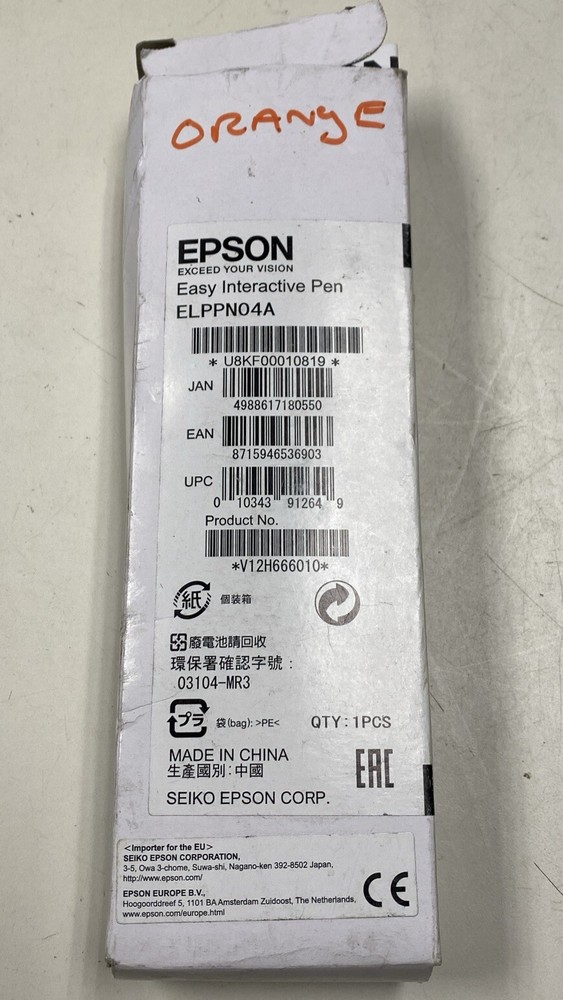 ORANgE
EPSON
EXCEED YOUR VISION
Easy Interactive Pen
ELPPN04A
* U8KF00010819 *
JAN
4988617180550
EAN
8715946536903
UPC
0 10343 91264 9
Product No.
*V12H666010*
紙 個装箱
廢電池請回收
環保署確認字號：
03104-MR3
プラ 袋(bag): >PE< QTY : 1PCS
MADE IN CHINA
生產國別: 中國
EAC
SEIKO EPSON CORP.
<Importer for the EU>
SEIKO EPSON CORPORATION,
3-5, Owa 3-chome, Suwa-shi, Nagano-ken 392-8502 Japan,
http://www.epson.com/
EPSON EUROPE B.V.,
Hoogoorddreef 5, 1101 BA Amsterdam Zuidoost, The Netherlands,
www.epson.com/europe.html
CE